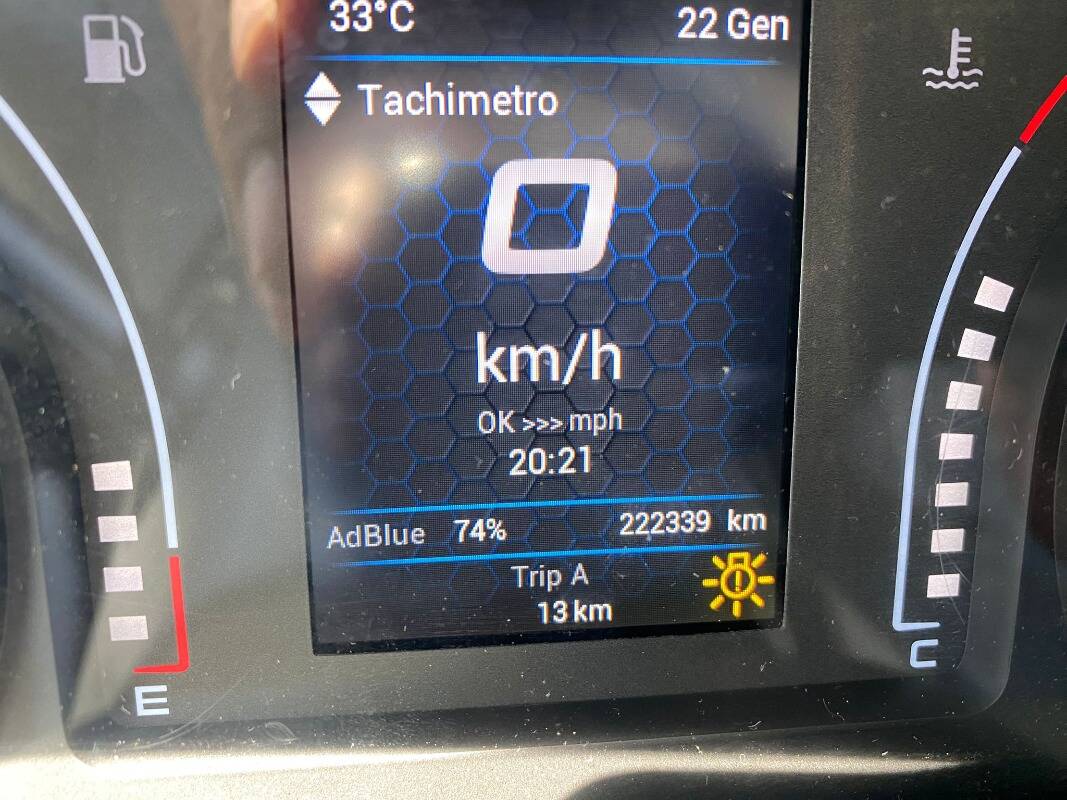 33°C 22 Gen
Tachimetro
0
km/h
OK >>> mph
20:21
AdBlue 74% 222339 km
Trip A
13 km
E
C